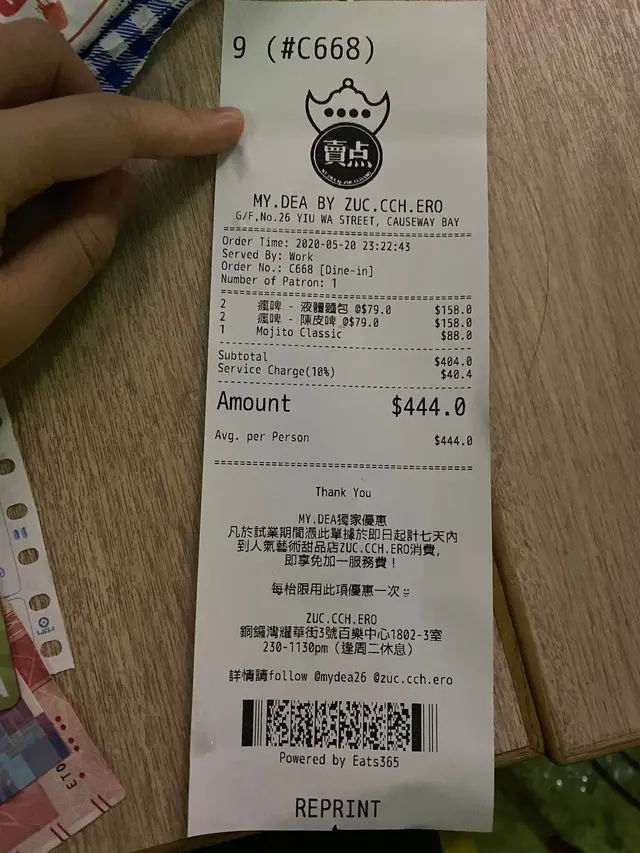 9 (#C668)
賣点
MY.DEA BY ZUC.CCH.ERO
G/F,No.26 YIU WA STREET, CAUSEWAY BAY
Order Time: 2020-05-20 23:22:43
Served By: Work
Order No.: C668 [Dine-in]
Number of Patron: 1
2 瘋啤 - 液體麵包 @$79.0 $158.0
2 瘋啤 - 陳皮啤 @$79.0 $158.0
1 Mojito Classic $88.0
Subtotal $404.0
Service Charge(10%) $40.4
Amount $444.0
Avg. per Person $444.0
Thank You
MY.DEA獨家優惠
凡於試業期間憑此單據於即日起計七天內
到人氣藝術甜品店ZUC.CCH.ERO消費,
即享免加一服務費！
每枱限用此項優惠一次
ZUC.CCH.ERO
銅鑼灣耀華街3號百樂中心1802-3室
230-1130pm（逢周二休息）
詳情請follow @mydea26 @zuc.cch.ero
Powered by Eats365
REPRINT